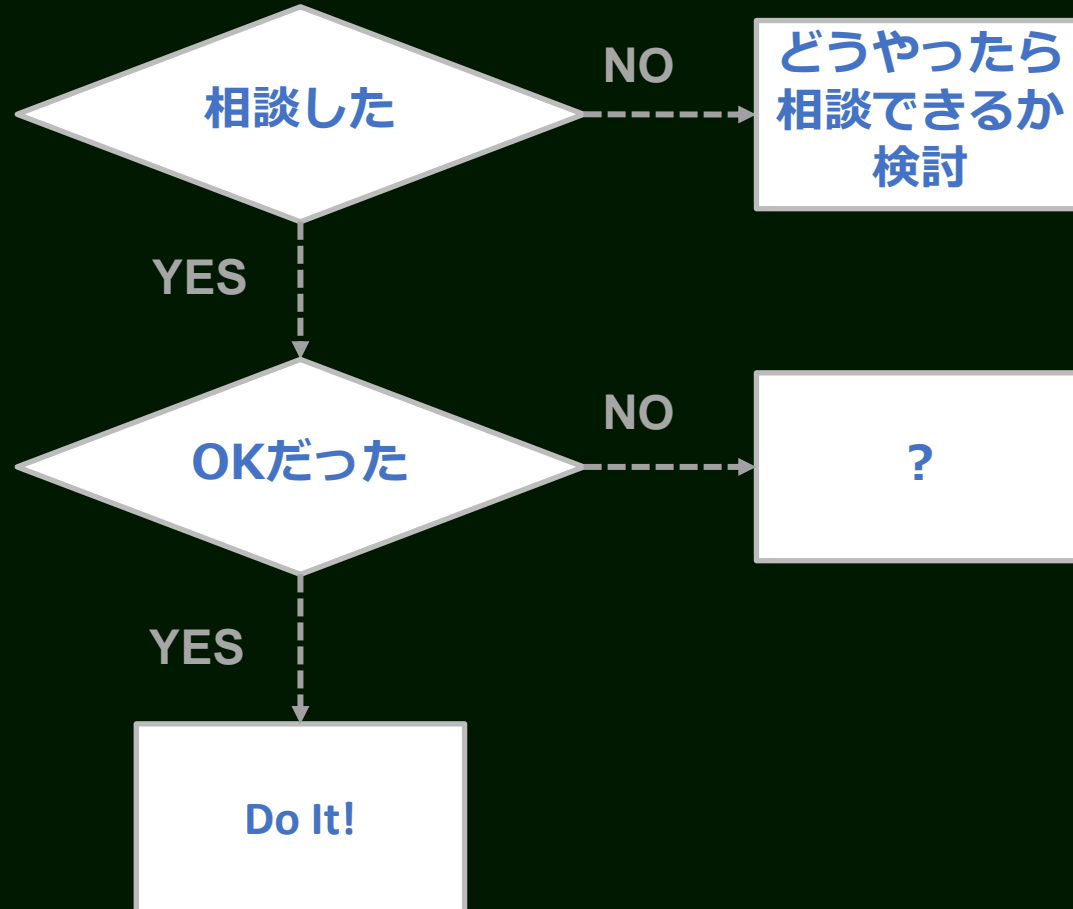 相談した
NO
どうやったら
相談できるか
検討
YES
OKだった
NO
?
YES
Do It!